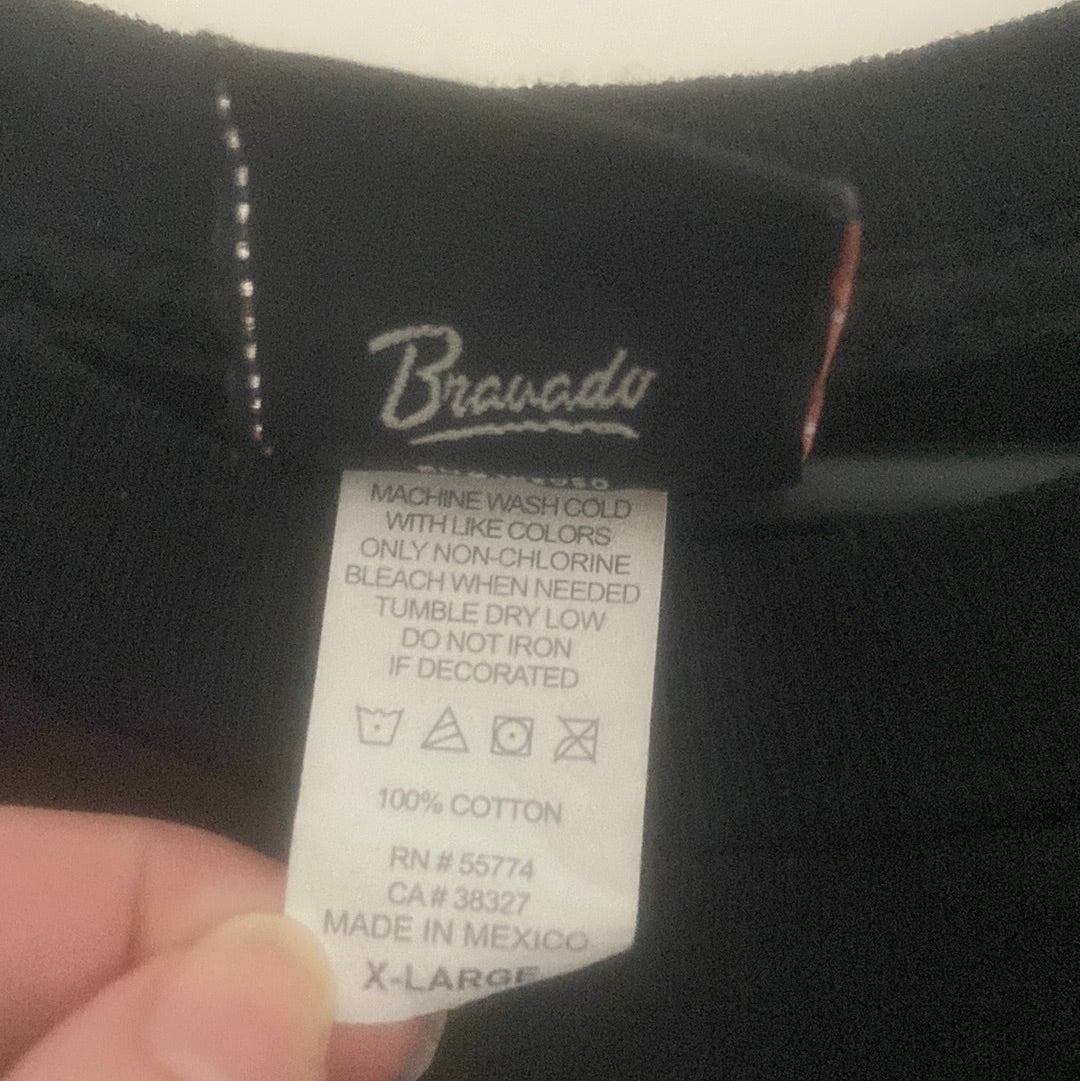 Bravado
MACHINE WASH COLD
WITH LIKE COLORS
ONLY NON-CHLORINE
BLEACH WHEN NEEDED
TUMBLE DRY LOW
DO NOT IRON
IF DECORATED
100% COTTON
RN # 55774
CA # 38327
MADE IN MEXICO
X-LARGE